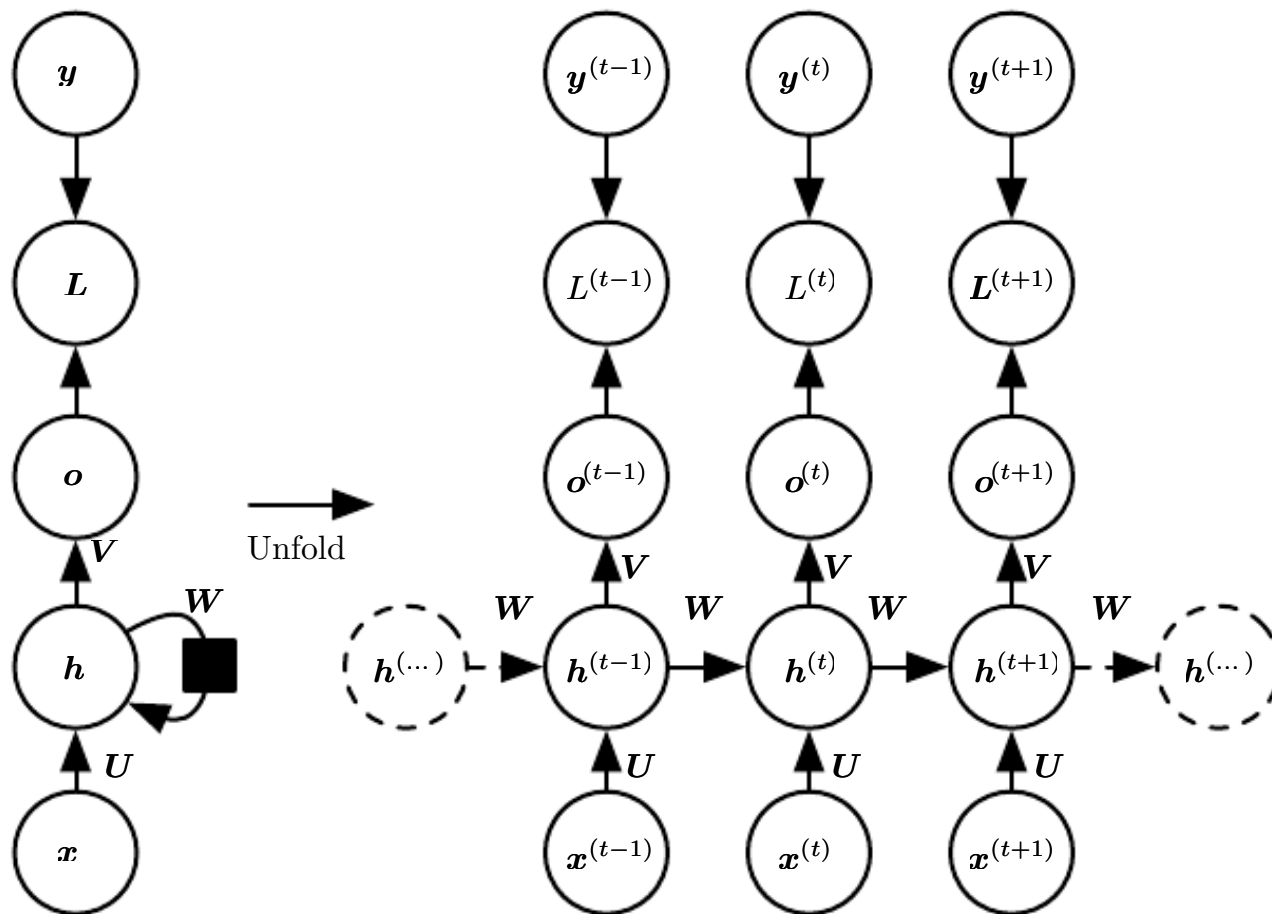 y y(t−1) y(t) y(t+1)
L L(t−1) L(t) L(t+1)
o o(t−1) o(t) o(t+1)
Unfold
V V V V
W W W W W
h h(...) h(t−1) h(t) h(t+1) h(...)
U U U U
x x(t−1) x(t) x(t+1)